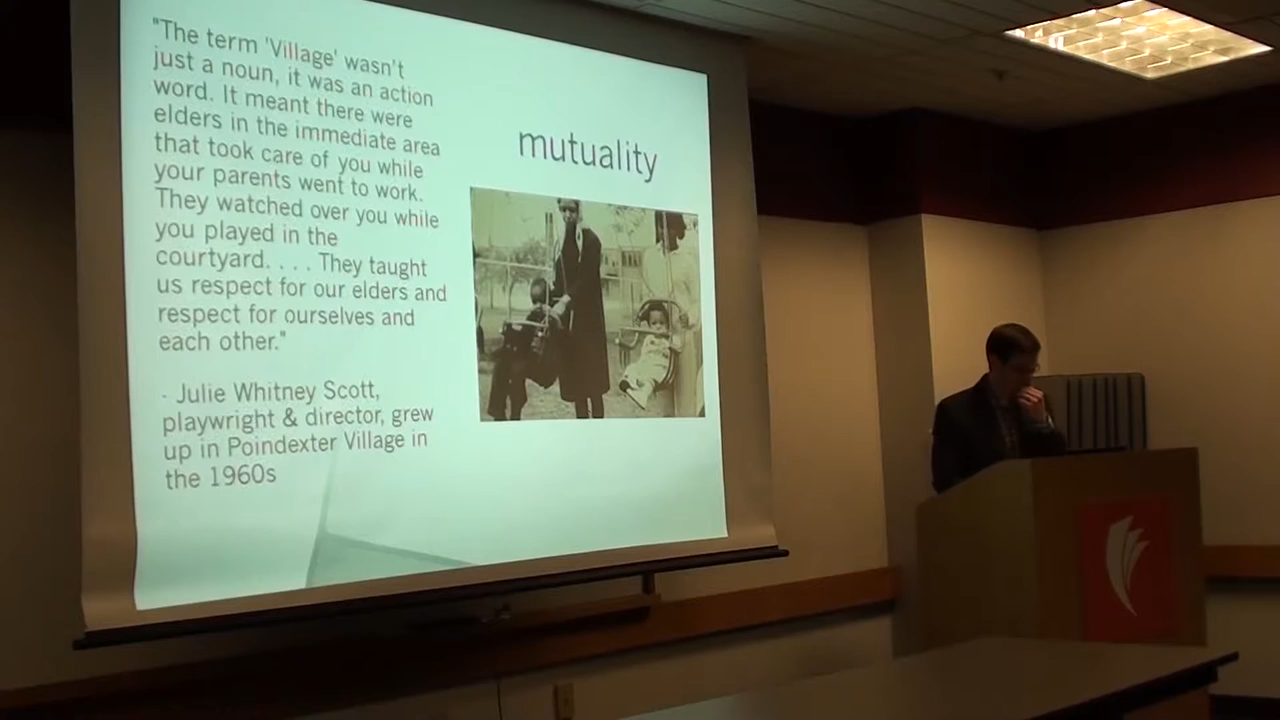 "The term 'Village' wasn't
just a noun, it was an action
word. It meant there were
elders in the immediate area
that took care of you while
your parents went to work.
They watched over you while
you played in the
courtyard. . . . They taught
us respect for our elders and
respect for ourselves and
each other."
- Julie Whitney Scott,
playwright & director, grew
up in Poindexter Village in
the 1960s
mutuality